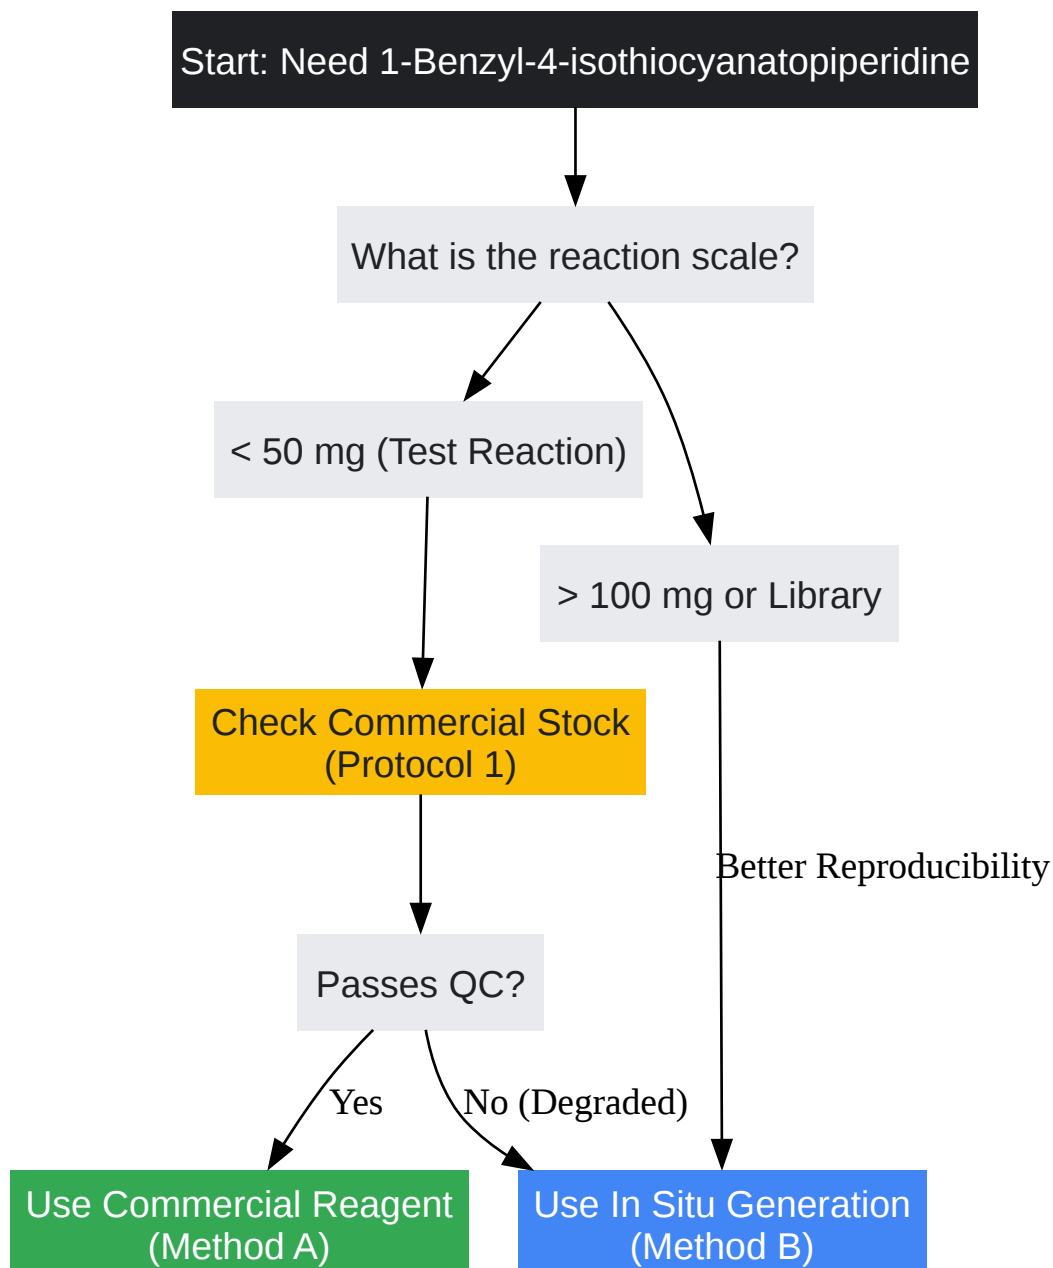 Start: Need 1-Benzyl-4-isothiocyanatopiperidine
What is the reaction scale?
< 50 mg (Test Reaction)
> 100 mg or Library
Check Commercial Stock
(Protocol 1)
Better Reproducibility
Passes QC?
Yes
No (Degraded)
Use Commercial Reagent
(Method A)
Use In Situ Generation
(Method B)